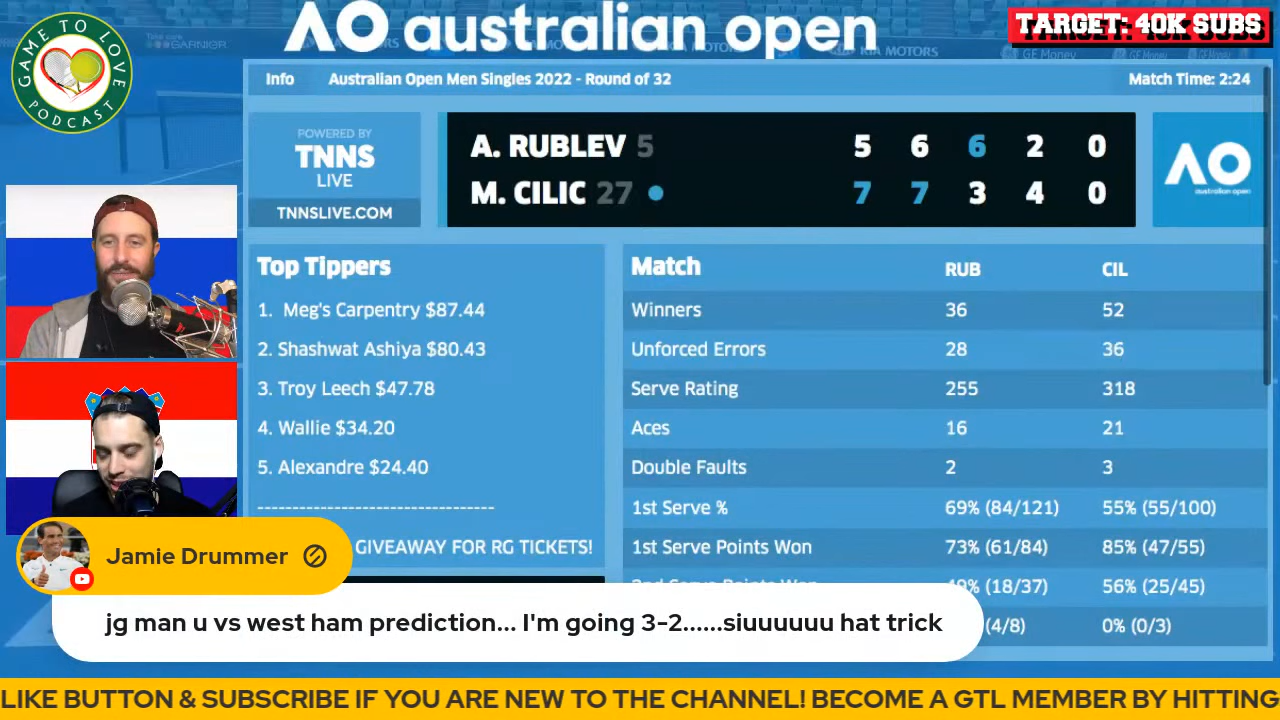 GAME TO LOVE PODCAST
AO australian open
TARGET: 40K SUBS
Info Australian Open Men Singles 2022 - Round of 32 Match Time: 2:24
POWERED BY
TNNS
LIVE
TNNSLIVE.COM
A. RUBLEV 5 5 6 6 2 0
M. CILIC 27 7 7 3 4 0
AO
australian open
Top Tippers
1. Meg's Carpentry $87.44
2. Shashwat Ashiya $80.43
3. Troy Leech $47.78
4. Wallie $34.20
5. Alexandre $24.40
----------------------------------
GIVEAWAY FOR RG TICKETS!
Match RUB CIL
Winners 36 52
Unforced Errors 28 36
Serve Rating 255 318
Aces 16 21
Double Faults 2 3
1st Serve % 69% (84/121) 55% (55/100)
1st Serve Points Won 73% (61/84) 85% (47/55)
2nd Serve Points Won 49% (18/37) 56% (25/45)
(4/8) 0% (0/3)
Jamie Drummer
jg man u vs west ham prediction... I'm going 3-2......siuuuuuu hat trick
LIKE BUTTON & SUBSCRIBE IF YOU ARE NEW TO THE CHANNEL! BECOME A GTL MEMBER BY HITTING